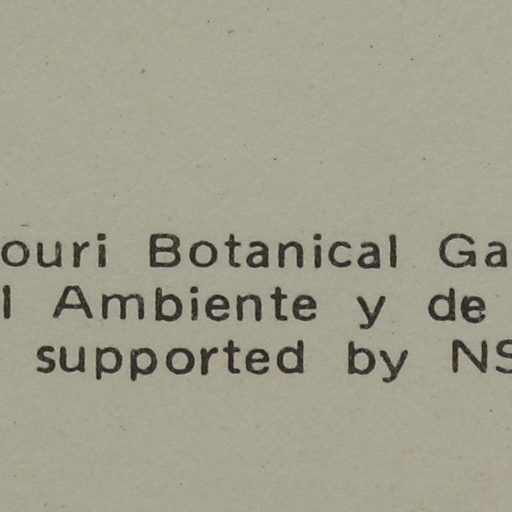 ouri Botanical Ga
l Ambiente y de
supported by NS